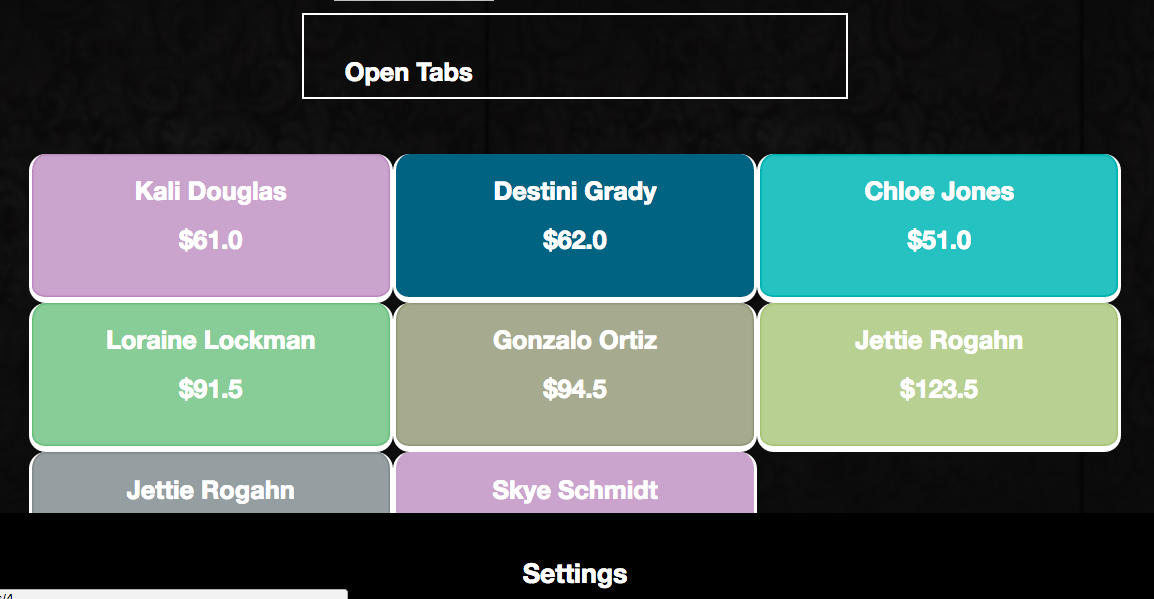 Open Tabs
Kali Douglas
$61.0
Destini Grady
$62.0
Chloe Jones
$51.0
Loraine Lockman
$91.5
Gonzalo Ortiz
$94.5
Jettie Rogahn
$123.5
Jettie Rogahn
Skye Schmidt
Settings